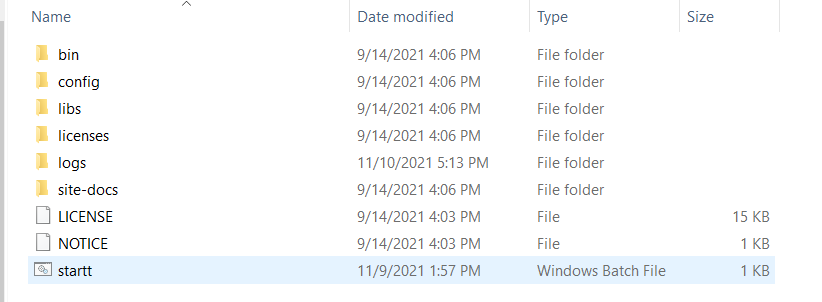 Name Date modified Type Size
bin 9/14/2021 4:06 PM File folder
config 9/14/2021 4:06 PM File folder
libs 9/14/2021 4:06 PM File folder
licenses 9/14/2021 4:06 PM File folder
logs 11/10/2021 5:13 PM File folder
site-docs 9/14/2021 4:06 PM File folder
LICENSE 9/14/2021 4:03 PM File 15 KB
NOTICE 9/14/2021 4:03 PM File 1 KB
startt 11/9/2021 1:57 PM Windows Batch File 1 KB